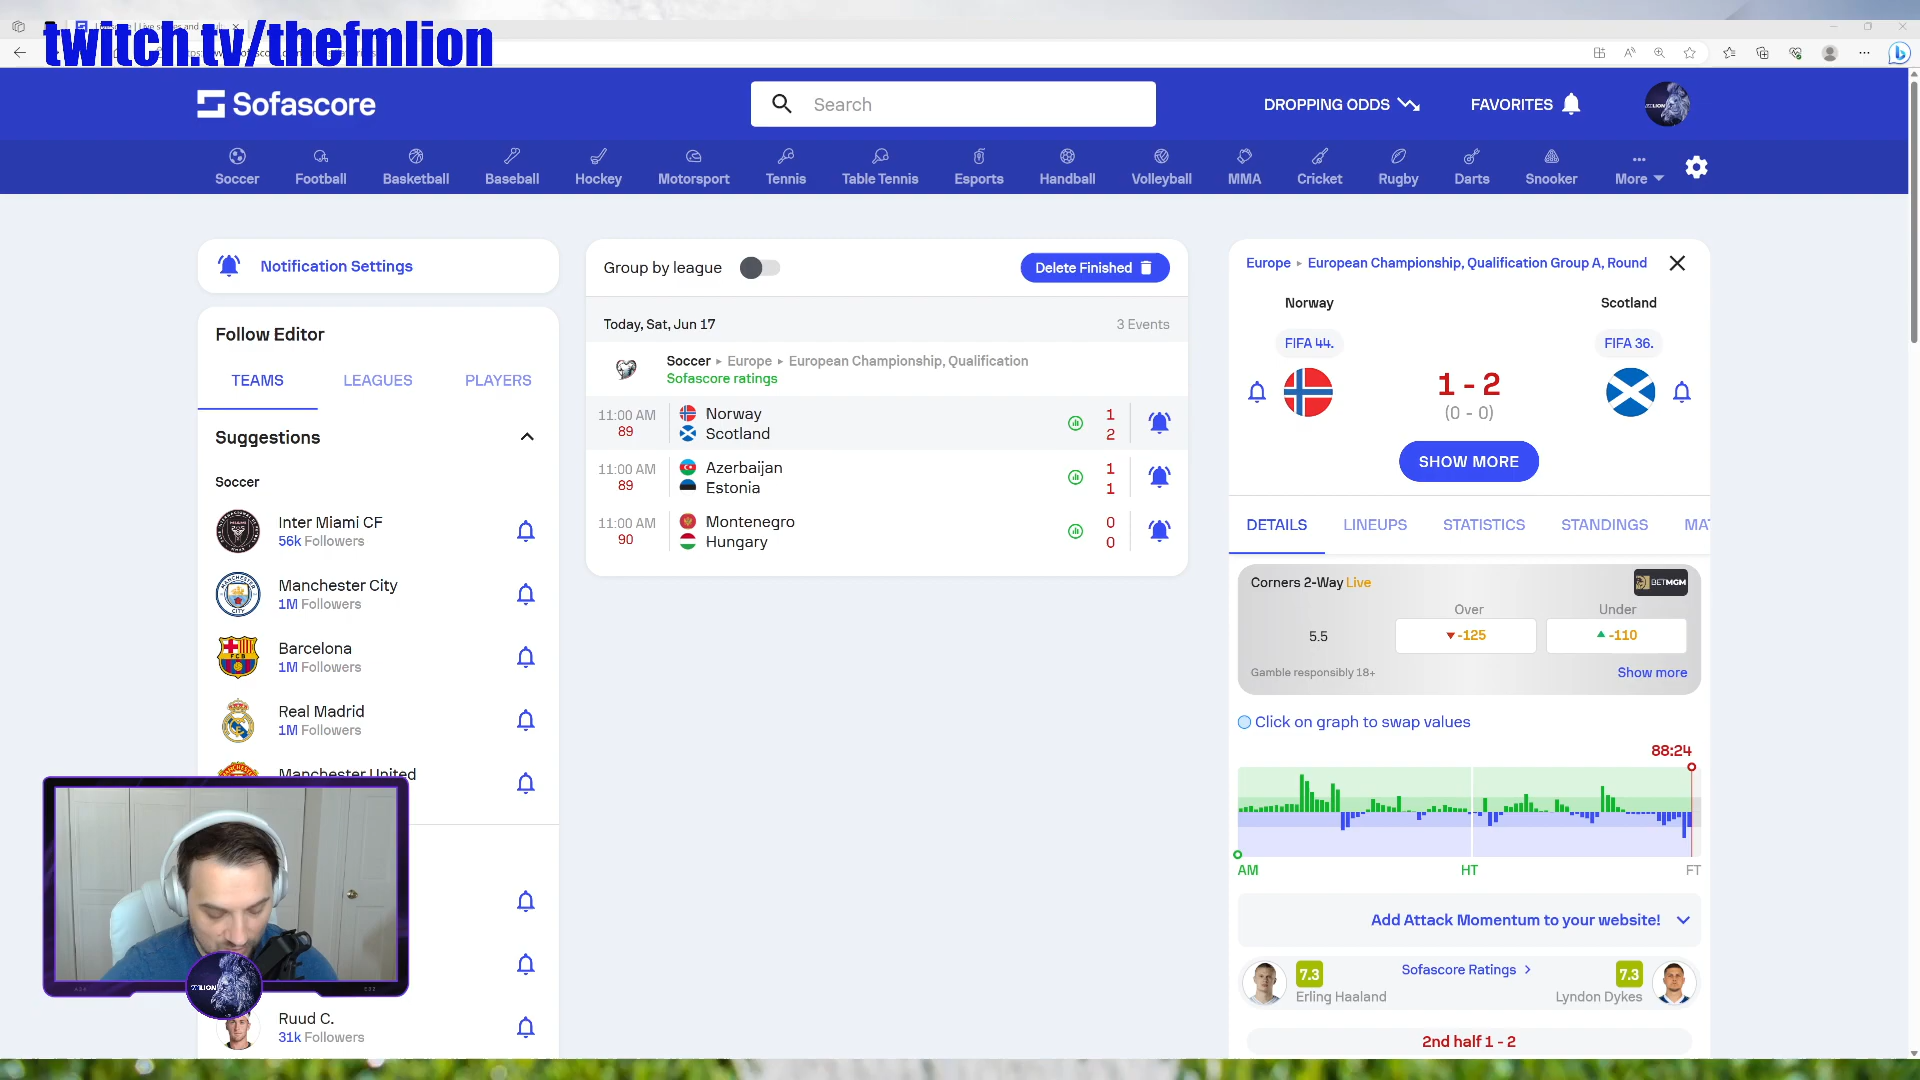 twitch.tv/thefmlion
Sofascore
Search
DROPPING ODDS
FAVORITES
Soccer
Football
Basketball
Baseball
Hockey
Motorsport
Tennis
Table Tennis
Esports
Handball
Volleyball
MMA
Cricket
Rugby
Darts
Snooker
More
Notification Settings
Follow Editor
TEAMS
LEAGUES
PLAYERS
Suggestions
Soccer
Inter Miami CF
56k Followers
Manchester City
1M Followers
Barcelona
1M Followers
Real Madrid
1M Followers
Manchester United
Ruud C.
31k Followers
Group by league
Delete Finished
Today, Sat, Jun 17
3 Events
Soccer ▸ Europe ▸ European Championship, Qualification
Sofascore ratings
11:00 AM
89
Norway
Scotland
1
2
11:00 AM
89
Azerbaijan
Estonia
1
1
11:00 AM
90
Montenegro
Hungary
0
0
Europe ▸ European Championship, Qualification Group A, Round
Norway
Scotland
FIFA 44.
FIFA 36.
1 - 2
(0 - 0)
SHOW MORE
DETAILS
LINEUPS
STATISTICS
STANDINGS
MAT
Corners 2-Way Live
BETMGM
Over
Under
5.5
-125
-110
Gamble responsibly 18+
Show more
Click on graph to swap values
88:24
AM
HT
FT
Add Attack Momentum to your website!
7.3
Sofascore Ratings
7.3
Erling Haaland
Lyndon Dykes
2nd half 1 - 2